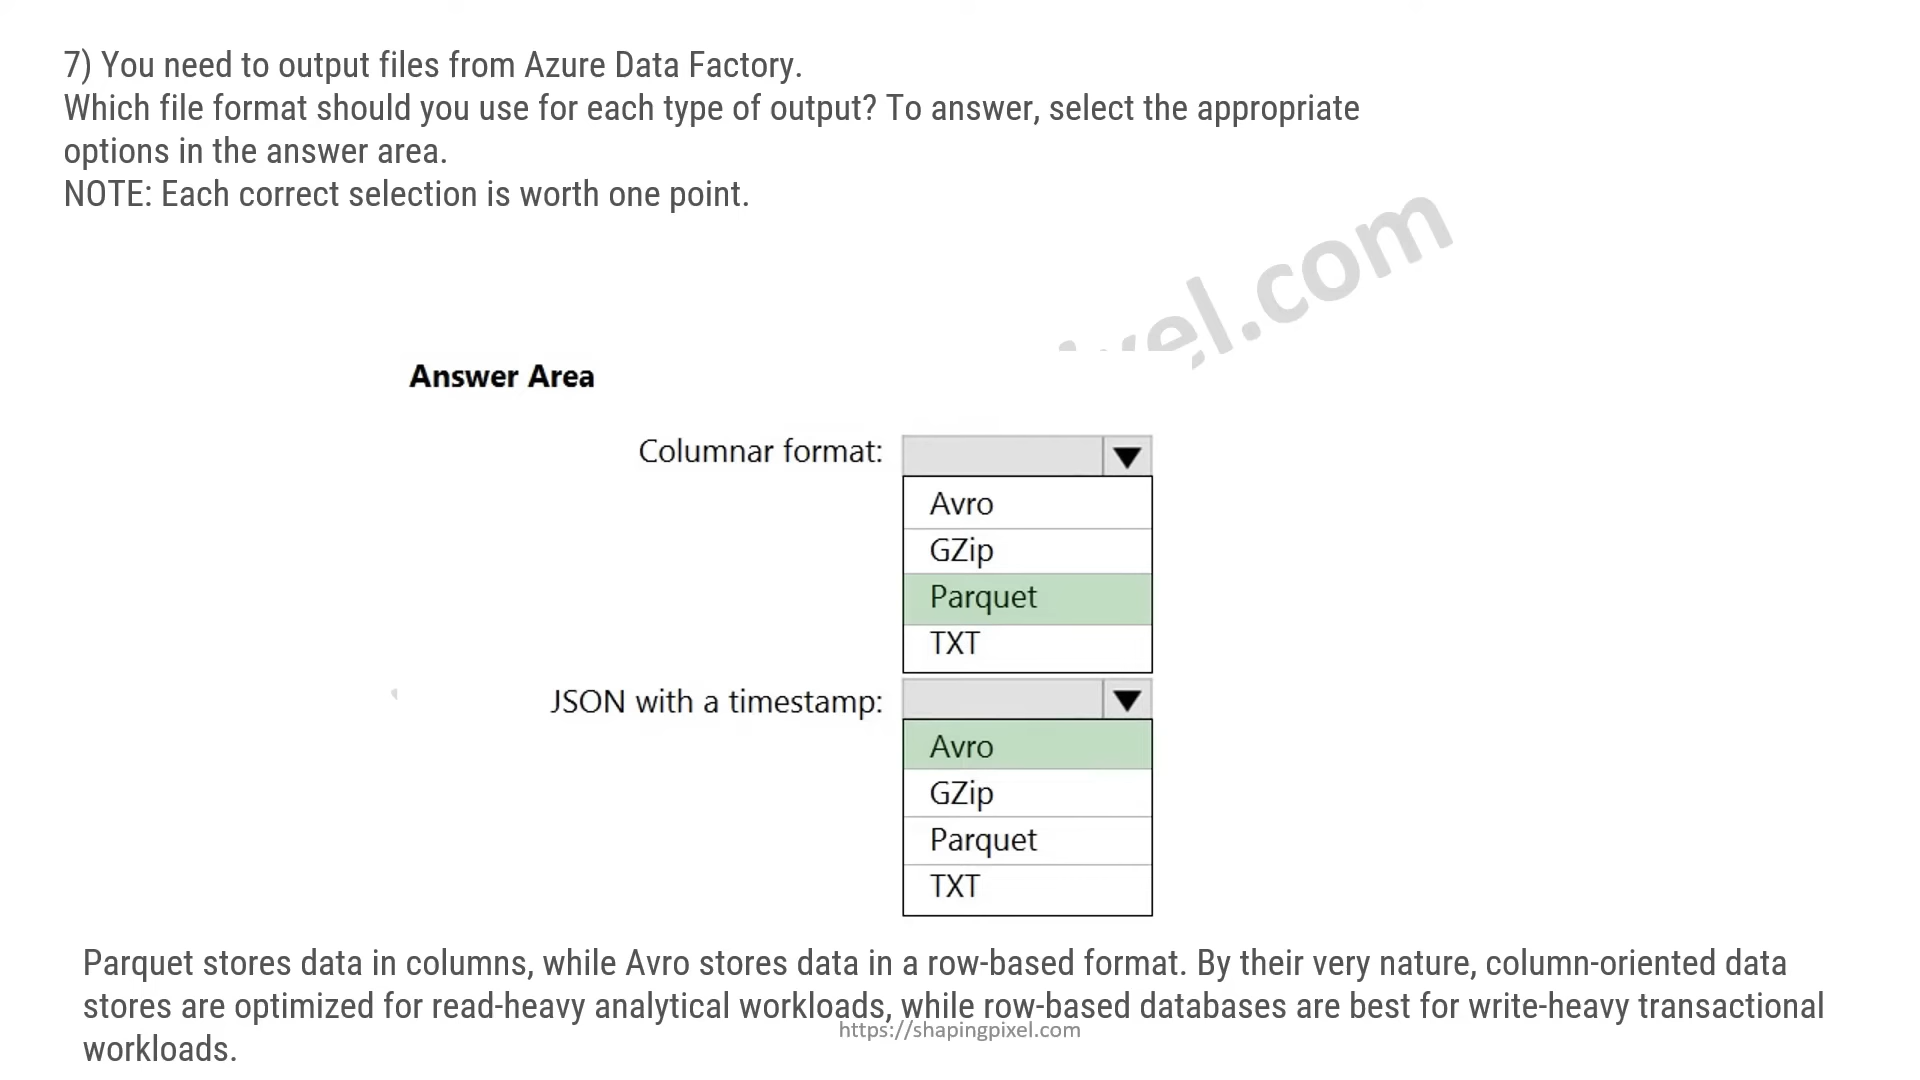 7) You need to output files from Azure Data Factory.
Which file format should you use for each type of output? To answer, select the appropriate
options in the answer area.
NOTE: Each correct selection is worth one point.
el.com
Answer Area
Columnar format:
Avro
GZip
Parquet
TXT
JSON with a timestamp:
Avro
GZip
Parquet
TXT
Parquet stores data in columns, while Avro stores data in a row-based format. By their very nature, column-oriented data
stores are optimized for read-heavy analytical workloads, while row-based databases are best for write-heavy transactional
https://shapingpixel.com
workloads.